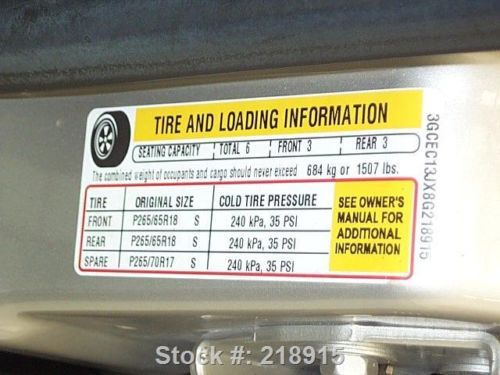 TIRE AND LOADING INFORMATION
SEATING CAPACITY TOTAL 6 FRONT 3 REAR 3
The combined weight of occupants and cargo should never exceed 684 kg or 1507 lbs.
TIRE ORIGINAL SIZE COLD TIRE PRESSURE
FRONT P265/65R18 S 240 kPa, 35 PSI
REAR P265/65R18 S 240 kPa, 35 PSI
SPARE P265/70R17 S 240 kPa, 35 PSI
SEE OWNER'S
MANUAL FOR
ADDITIONAL
INFORMATION
3GCEC13JX8G218915
Stock #: 218915